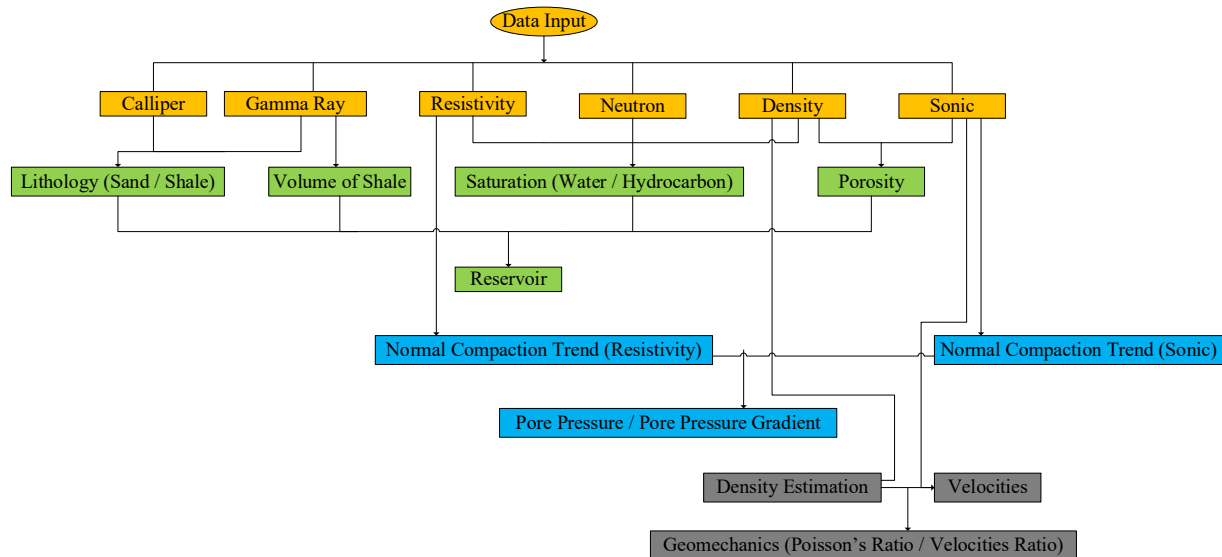 Data Input
Calliper
Gamma Ray
Resistivity
Neutron
Density
Sonic
Lithology (Sand / Shale)
Volume of Shale
Saturation (Water / Hydrocarbon)
Porosity
Reservoir
Normal Compaction Trend (Resistivity)
Normal Compaction Trend (Sonic)
Pore Pressure / Pore Pressure Gradient
Density Estimation
Velocities
Geomechanics (Poisson’s Ratio / Velocities Ratio)